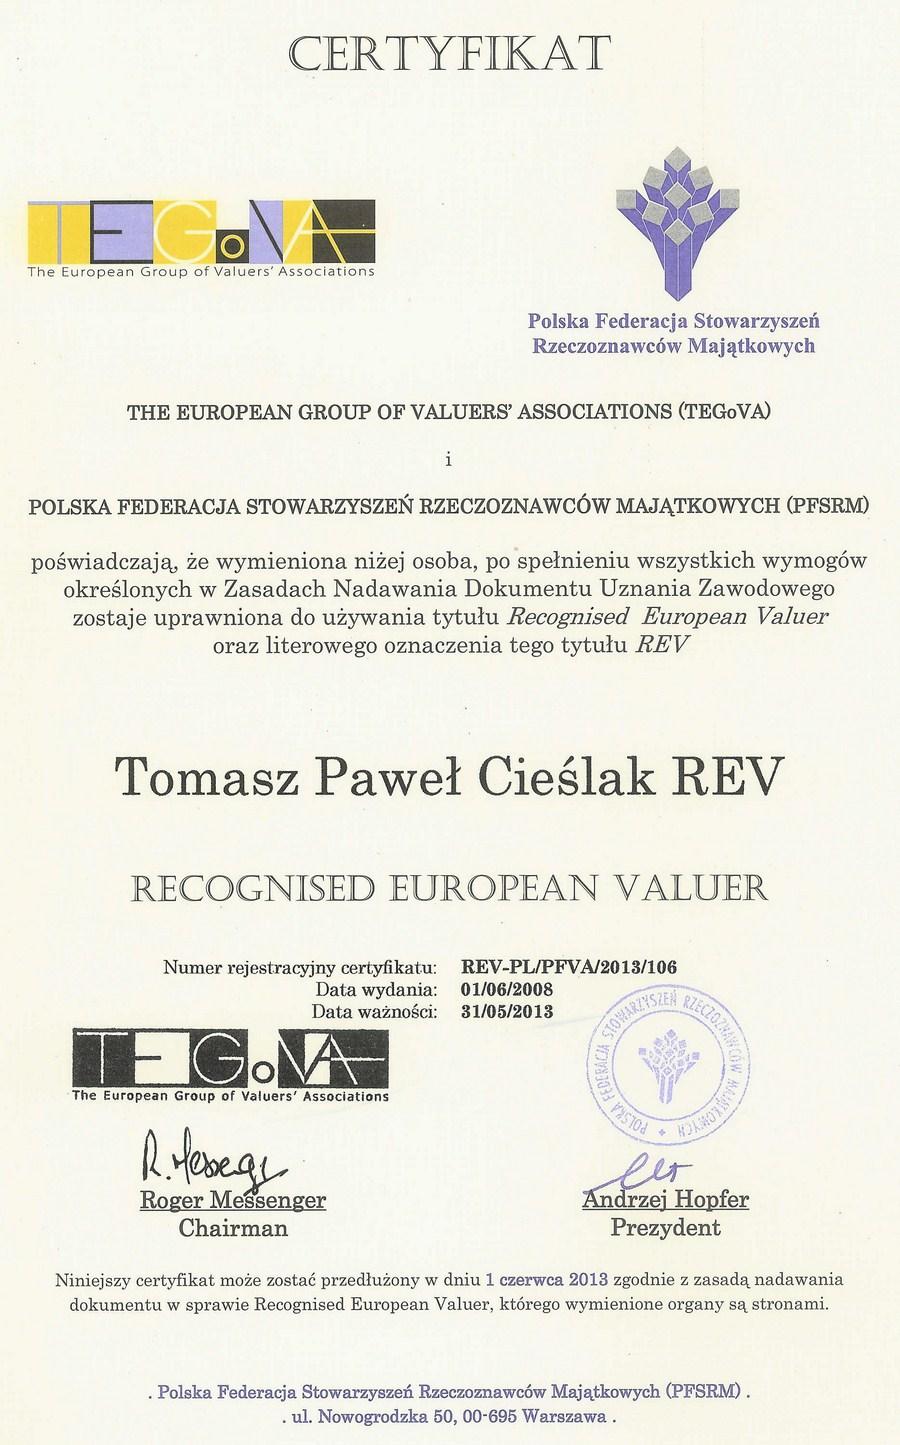 CERTYFIKAT
TEGoVA
The European Group of Valuers' Associations
Polska Federacja Stowarzyszeń
Rzeczoznawców Majątkowych
THE EUROPEAN GROUP OF VALUERS' ASSOCIATIONS (TEGoVA)
i
POLSKA FEDERACJA STOWARZYSZEŃ RZECZOZNAWCÓW MAJĄTKOWYCH (PFSRM)
poświadczają, że wymieniona niżej osoba, po spełnieniu wszystkich wymogów
określonych w Zasadach Nadawania Dokumentu Uznania Zawodowego
zostaje uprawniona do używania tytułu Recognised European Valuer
oraz literowego oznaczenia tego tytułu REV
Tomasz Paweł Cieślak REV
RECOGNISED EUROPEAN VALUER
Numer rejestracyjny certyfikatu: REV-PL/PFVA/2013/106
Data wydania: 01/06/2008
Data ważności: 31/05/2013
TEGoVA
The European Group of Valuers' Associations
POLSKA FEDERACJA STOWARZYSZEŃ RZECZOZNAWCÓW MAJĄTKOWYCH
R. Messenger
Roger Messenger
Chairman
Andrzej Hopfer
Prezydent
Niniejszy certyfikat może zostać przedłużony w dniu 1 czerwca 2013 zgodnie z zasadą nadawania
dokumentu w sprawie Recognised European Valuer, którego wymienione organy są stronami.
. Polska Federacja Stowarzyszeń Rzeczoznawców Majątkowych (PFSRM) .
. ul. Nowogrodzka 50, 00-695 Warszawa .